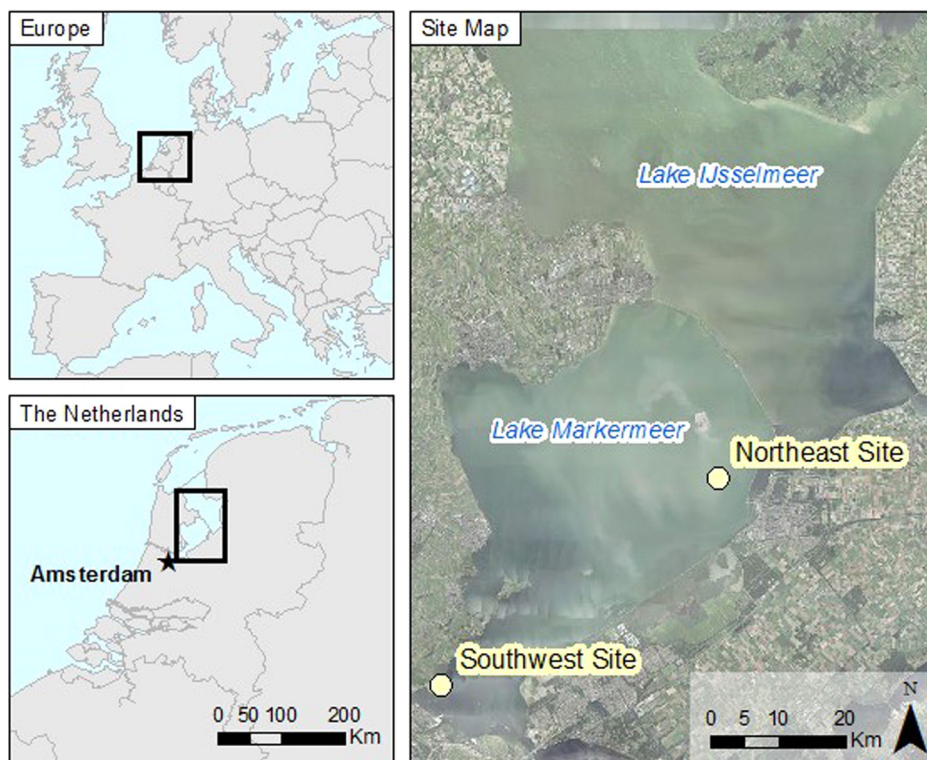 Europe
Site Map
Lake IJsselmeer
Lake Markermeer
Northeast Site
Southwest Site
N
0 5 10 20
Km
The Netherlands
Amsterdam
0 50 100 200
Km